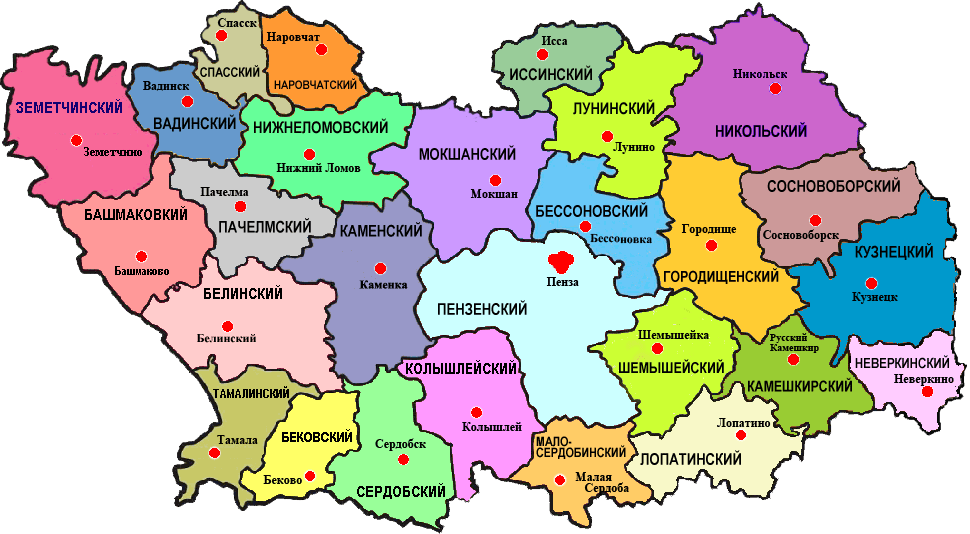 Спасск
СПАССКИЙ
Наровчат
НАРОВЧАТСКИЙ
Исса
ИССИНСКИЙ
ЗЕМЕТЧИНСКИЙ
Земетчино
Вадинск
ВАДИНСКИЙ
НИЖНЕЛОМОВСКИЙ
Нижний Ломов
МОКШАНСКИЙ
Мокшан
ЛУНИНСКИЙ
Лунино
Никольск
НИКОЛЬСКИЙ
БАШМАКОВКИЙ
Башмаково
Пачелма
ПАЧЕЛМСКИЙ
КАМЕНСКИЙ
Каменка
БЕССОНОВСКИЙ
Бессоновка
Городище
ГОРОДИЩЕНСКИЙ
СОСНОВОБОРСКИЙ
Сосновоборск
КУЗНЕЦКИЙ
Кузнецк
БЕЛИНСКИЙ
Белинский
ПЕНЗЕНСКИЙ
Пенза
Шемышейка
ШЕМЫШЕЙСКИЙ
Русский
Камешкир
КАМЕШКИРСКИЙ
НЕВЕРКИНСКИЙ
Неверкино
ТАМАЛИНСКИЙ
Тамала
БЕКОВСКИЙ
Беково
Сердобск
СЕРДОБСКИЙ
КОЛЫШЛЕЙСКИЙ
Колышлей
МАЛО-
СЕРДОБИНСКИЙ
Малая
Сердоба
Лопатино
ЛОПАТИНСКИЙ